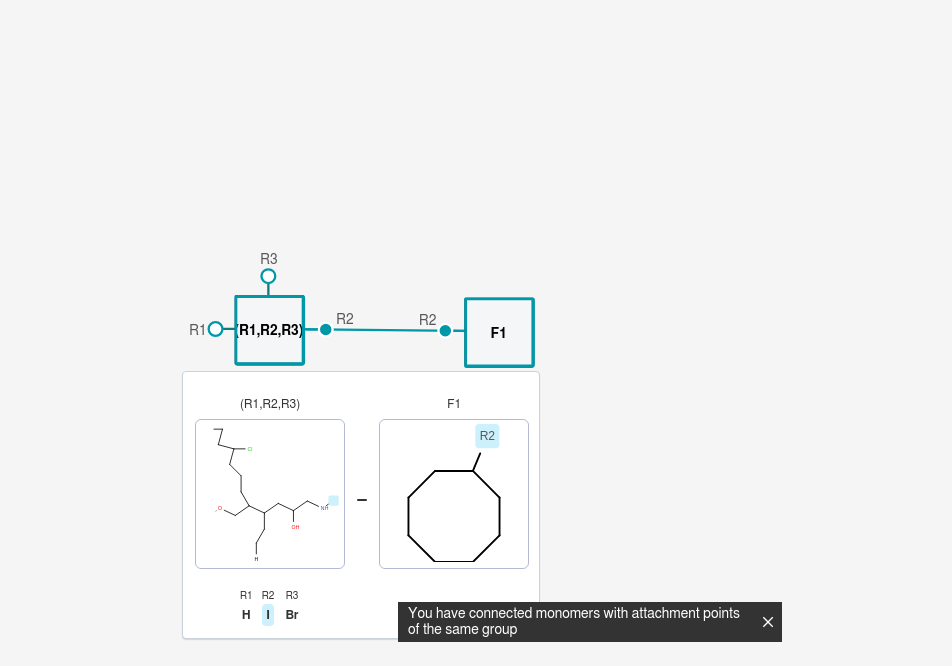 R3
R1
(R1,R2,R3)
R2
R2
F1
(R1,R2,R3)
F1
R2
Cl
O
NH
OH
H
R1 R2 R3
H I Br
You have connected monomers with attachment points
of the same group